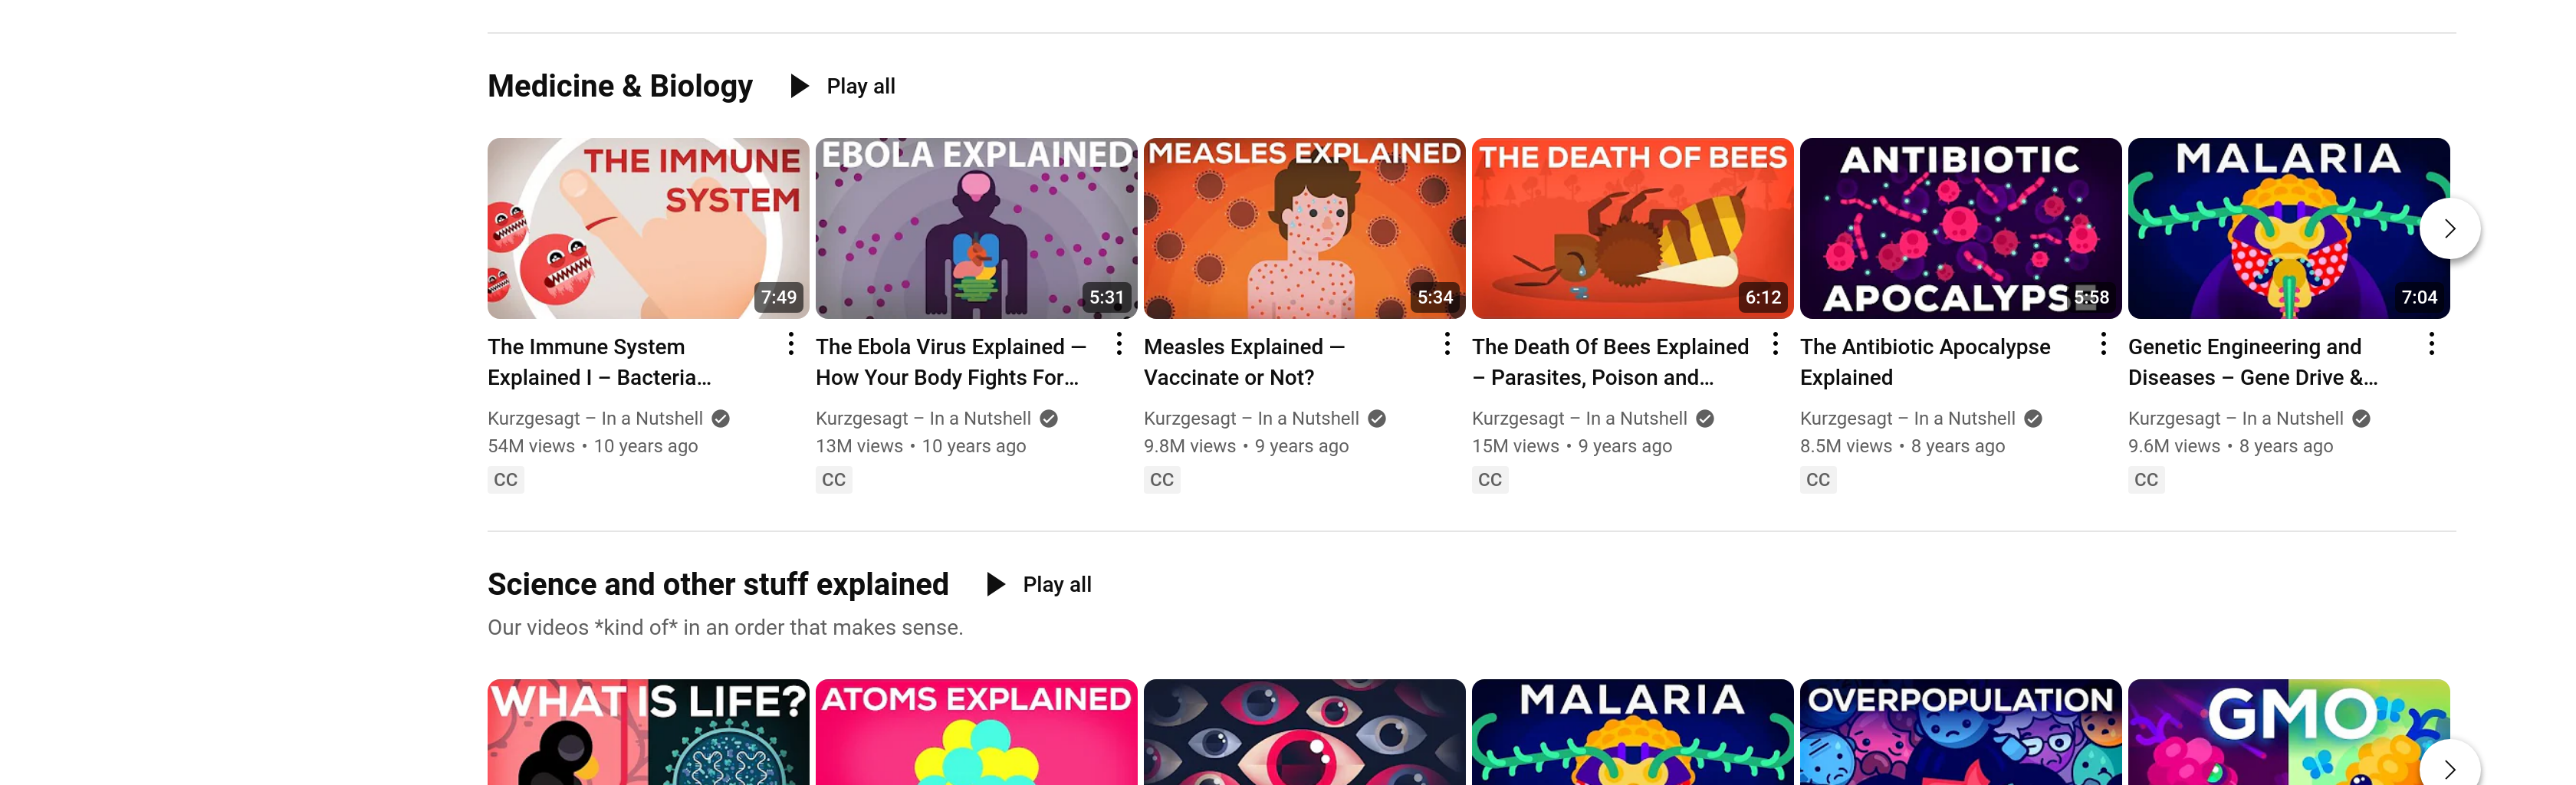 Medicine & Biology
Play all
THE IMMUNE
SYSTEM
7:49
EBOLA EXPLAINED
5:31
MEASLES EXPLAINED
5:34
THE DEATH OF BEES
6:12
ANTIBIOTIC
APOCALYPSE
5:58
MALARIA
7:04
The Immune System
Explained I – Bacteria…
Kurzgesagt – In a Nutshell
54M views • 10 years ago
CC
The Ebola Virus Explained —
How Your Body Fights For…
Kurzgesagt – In a Nutshell
13M views • 10 years ago
CC
Measles Explained —
Vaccinate or Not?
Kurzgesagt – In a Nutshell
9.8M views • 9 years ago
CC
The Death Of Bees Explained
– Parasites, Poison and…
Kurzgesagt – In a Nutshell
15M views • 9 years ago
CC
The Antibiotic Apocalypse
Explained
Kurzgesagt – In a Nutshell
8.5M views • 8 years ago
CC
Genetic Engineering and
Diseases – Gene Drive &…
Kurzgesagt – In a Nutshell
9.6M views • 8 years ago
CC
Science and other stuff explained
Play all
Our videos *kind of* in an order that makes sense.
WHAT IS LIFE?
ATOMS EXPLAINED
MALARIA
OVERPOPULATION
GMO